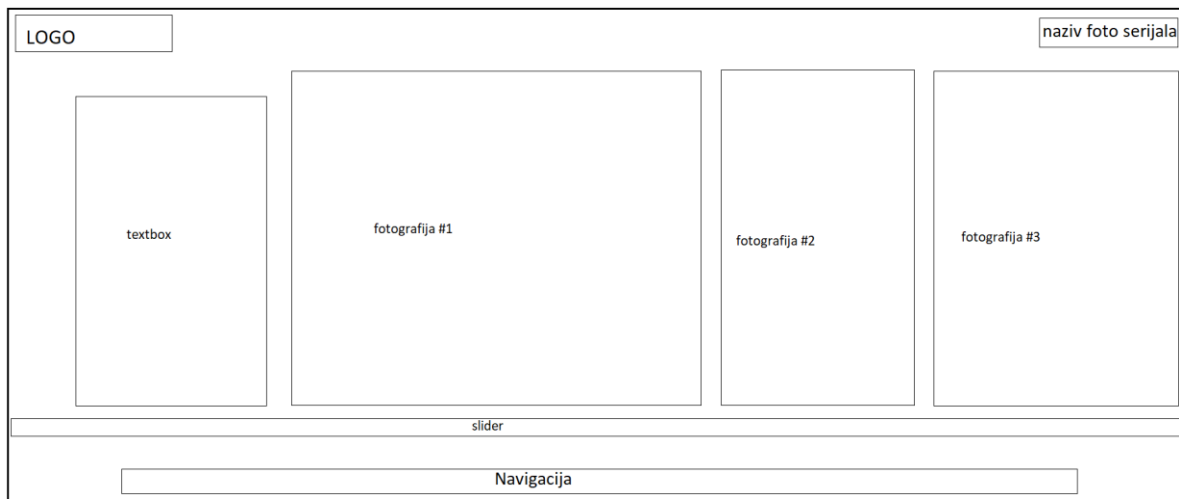 LOGO
naziv foto serijala
textbox
fotografija #1
fotografija #2
fotografija #3
slider
Navigacija